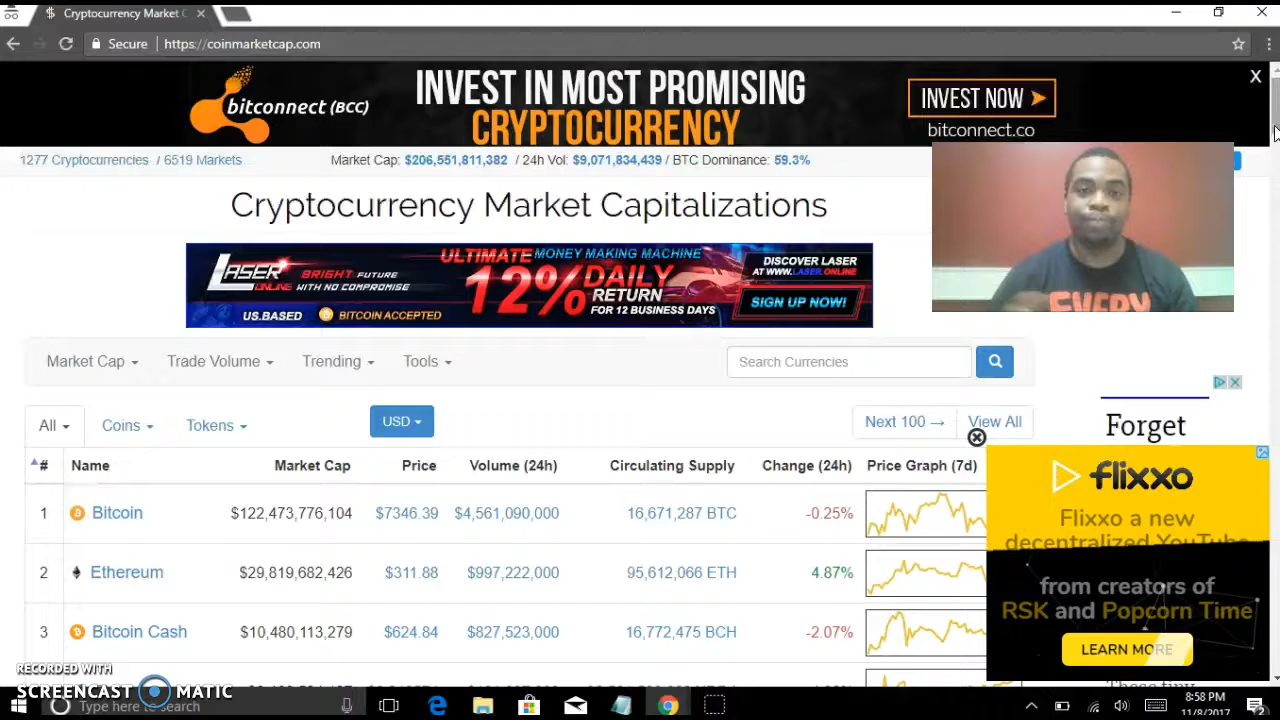 Cryptocurrency Market C
Secure | https://coinmarketcap.com
bitconnect (BCC)
INVEST IN MOST PROMISING
CRYPTOCURRENCY
INVEST NOW
bitconnect.co
X
1277 Cryptocurrencies / 6519 Markets
Market Cap: $206,551,811,382 / 24h Vol: $9,071,834,439 / BTC Dominance: 59.3%
Cryptocurrency Market Capitalizations
LASER
ONLINE
BRIGHT FUTURE
WITH NO COMPROMISE
US.BASED
BITCOIN ACCEPTED
ULTIMATE MONEY MAKING MACHINE
12% DAILY
RETURN
FOR 12 BUSINESS DAYS
DISCOVER LASER
AT WWW.LASER.ONLINE
SIGN UP NOW!
EVERY
Market Cap Trade Volume Trending Tools
Search Currencies
All Coins Tokens USD Next 100 → View All
# Name Market Cap Price Volume (24h) Circulating Supply Change (24h) Price Graph (7d)
1 Bitcoin $122,473,776,104 $7346.39 $4,561,090,000 16,671,287 BTC -0.25%
2 Ethereum $29,819,682,426 $311.88 $997,222,000 95,612,066 ETH 4.87%
3 Bitcoin Cash $10,480,113,279 $624.84 $827,523,000 16,772,475 BCH -2.07%
Forget
flixxo
Flixxo a new
decentralized YouTube
from creators of
RSK and Popcorn Time
LEARN MORE
These tiny
RECORDED WITH
SCREENCAST MATIC
Type here to search
8:58 PM
11/8/2017
2